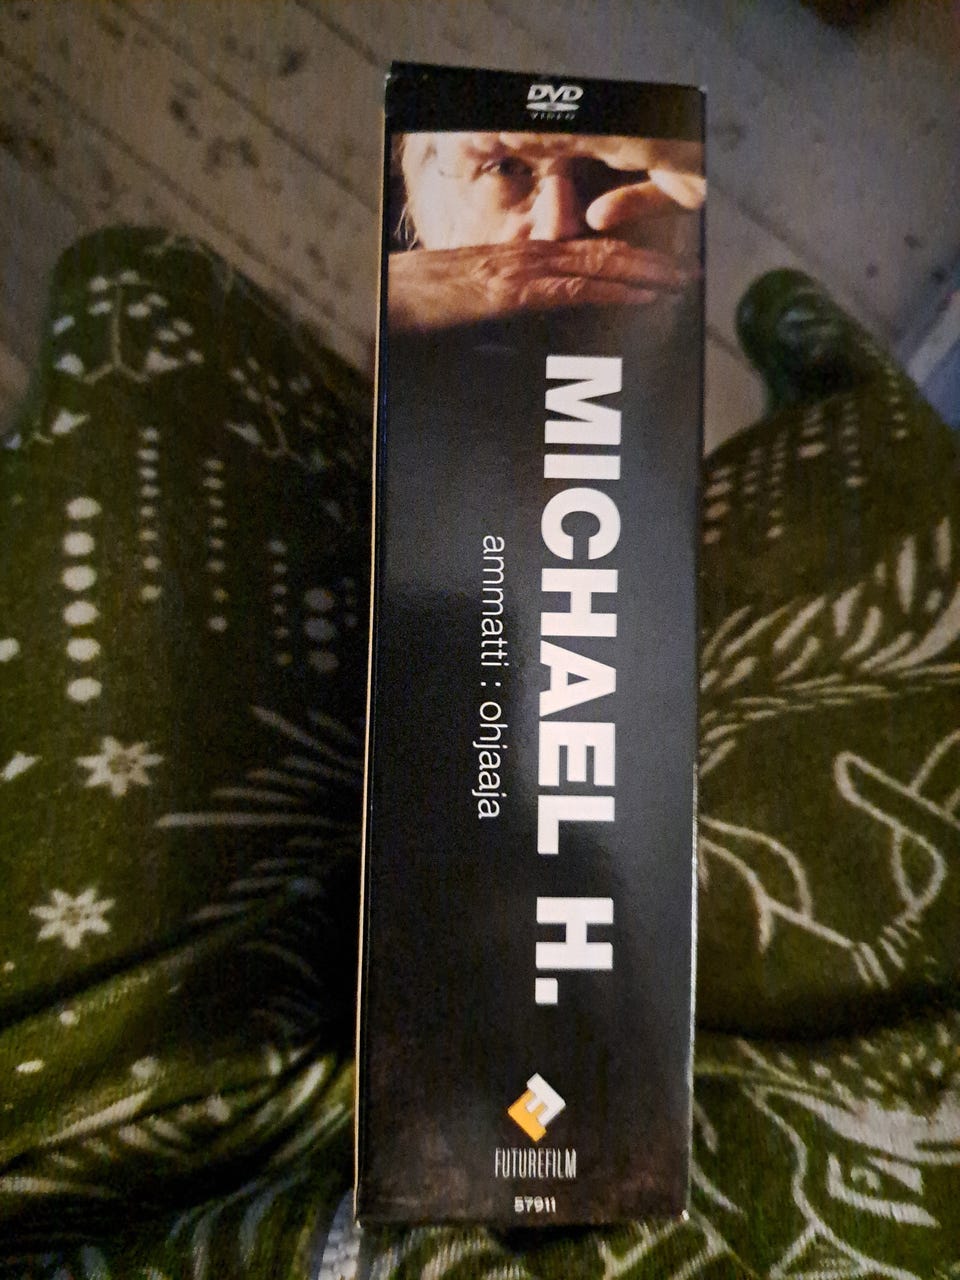 DVD
VIDEO
MICHAEL H.
ammatti : ohjaaja
FUTUREFILM
57911